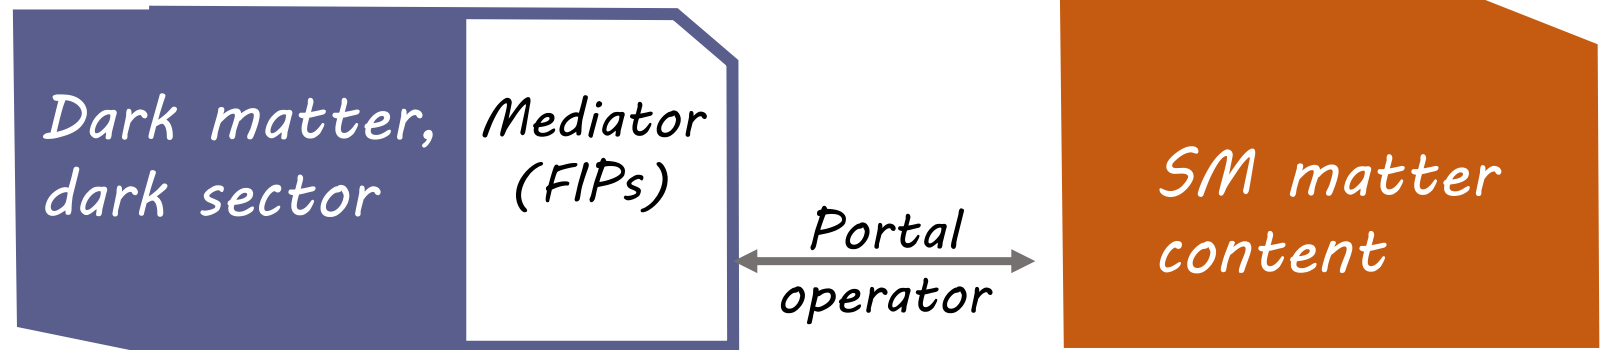 Dark matter,
dark sector
Mediator
(FIPs)
Portal
operator
SM matter
content